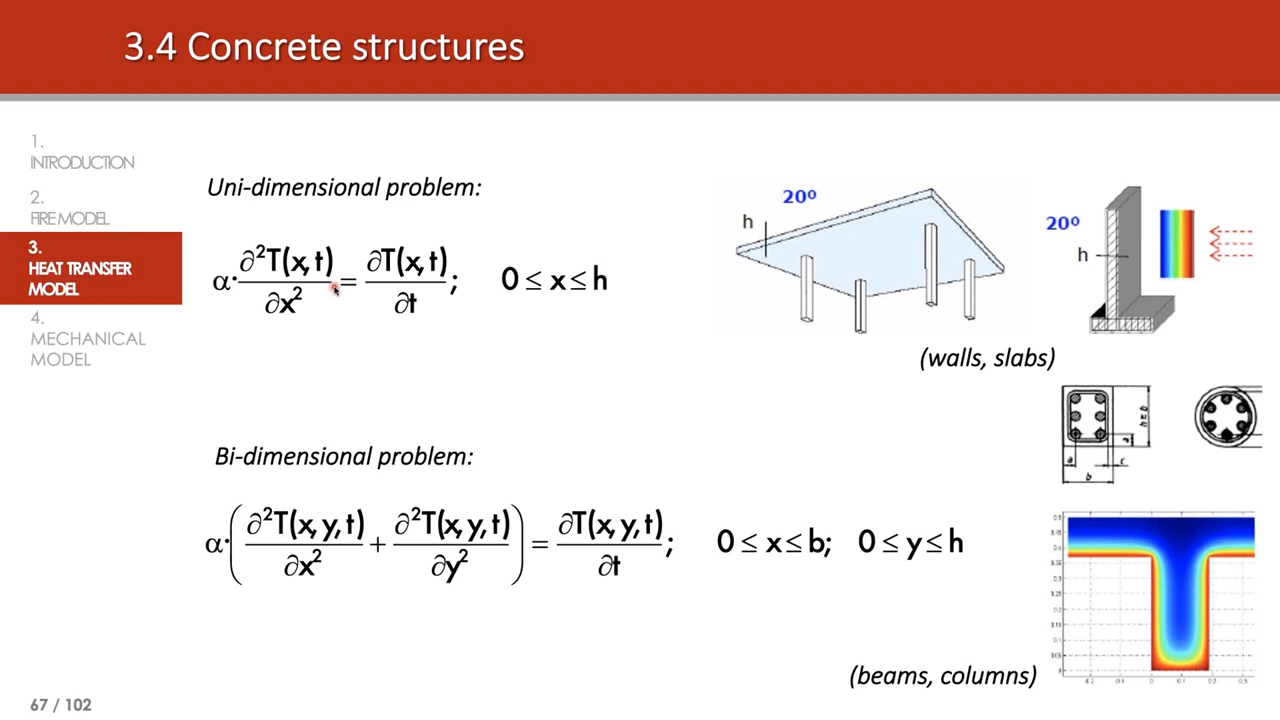 3.4 Concrete structures
1.
INTRODUCTION
2.
FIRE MODEL
3.
HEAT TRANSFER
MODEL
4.
MECHANICAL
MODEL
Uni-dimensional problem:
α·∂²T(x,t)/∂x² = ∂T(x,t)/∂t; 0 ≤ x ≤ h
20º
h
20º
h
(walls, slabs)
Bi-dimensional problem:
α·(∂²T(x,y,t)/∂x² + ∂²T(x,y,t)/∂y²) = ∂T(x,y,t)/∂t; 0 ≤ x ≤ b; 0 ≤ y ≤ h
a
h ≥ b
a
c
b
(beams, columns)
67 / 102